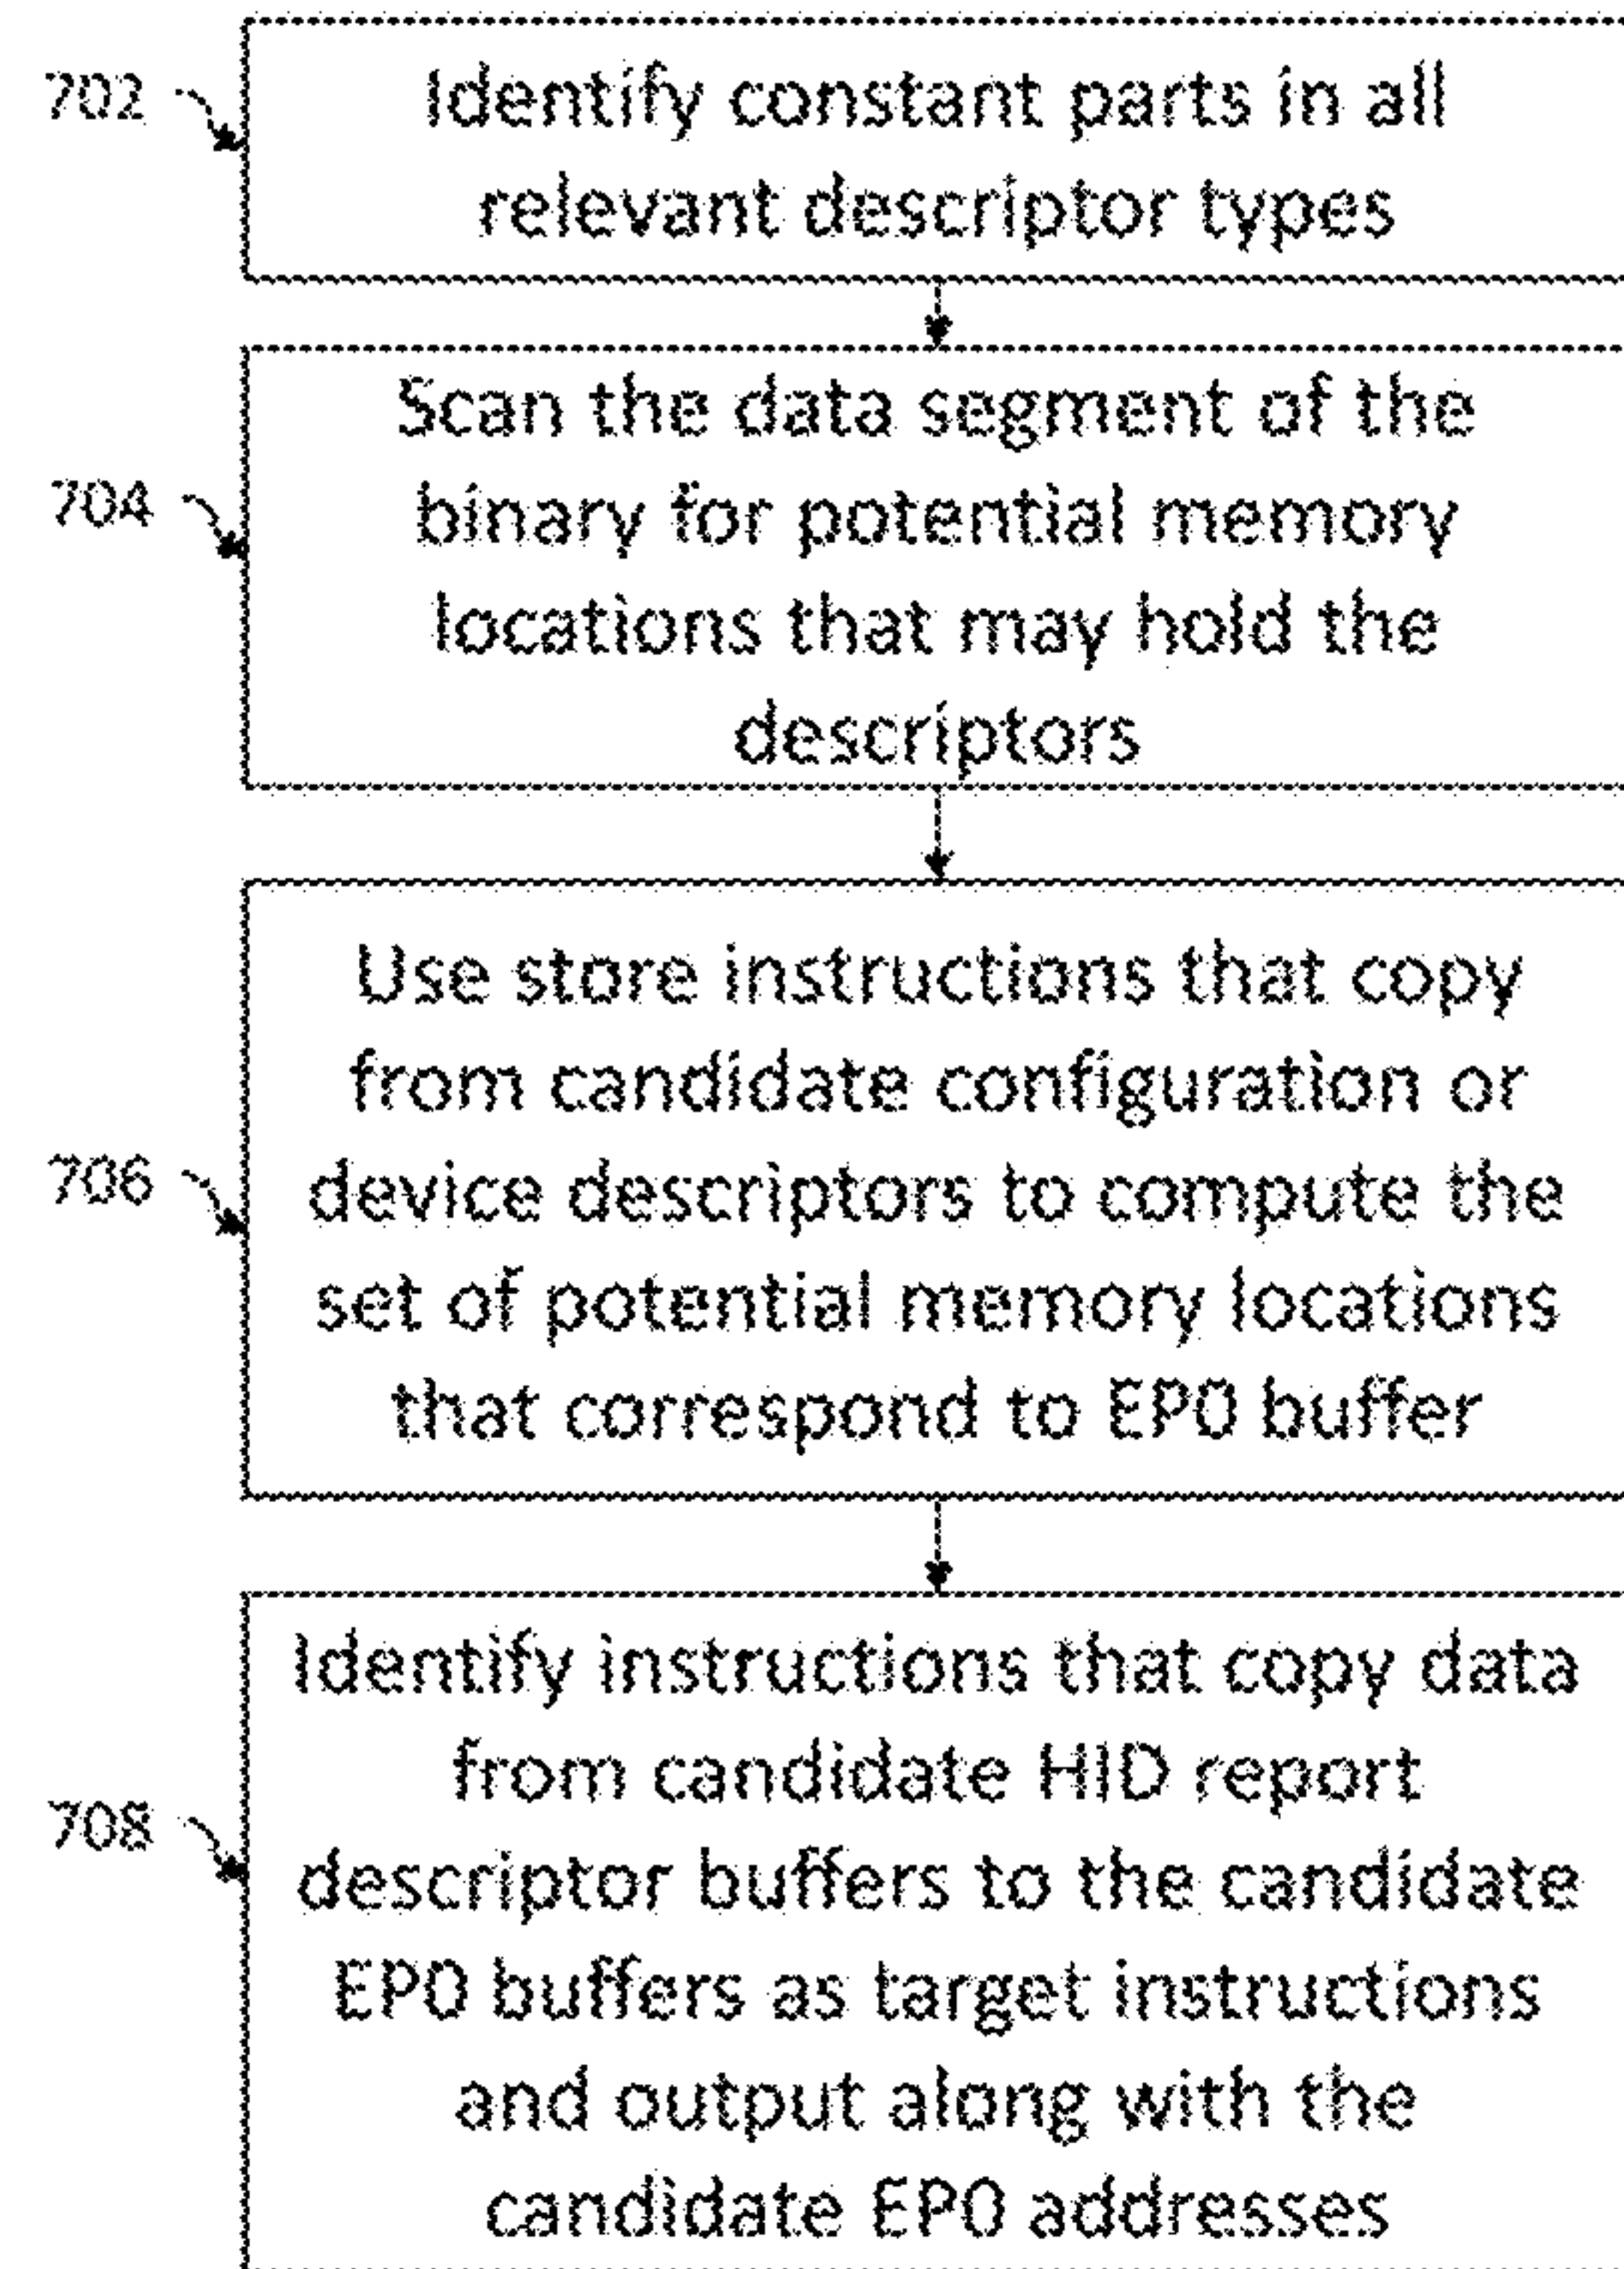 702
Identify constant parts in all
relevant descriptor types
Scan the data segment of the
704
binary for potential memory
locations that may hold the
descriptors
Use store instructions that copy
from candidate configuration or
706
device descriptors to compute the
set of potential memory locations
that correspond to EP0 buffer
Identify instructions that copy data
from candidate HID report
708
descriptor buffers to the candidate
EP0 buffers as target instructions
and output along with the
candidate EP0 addresses